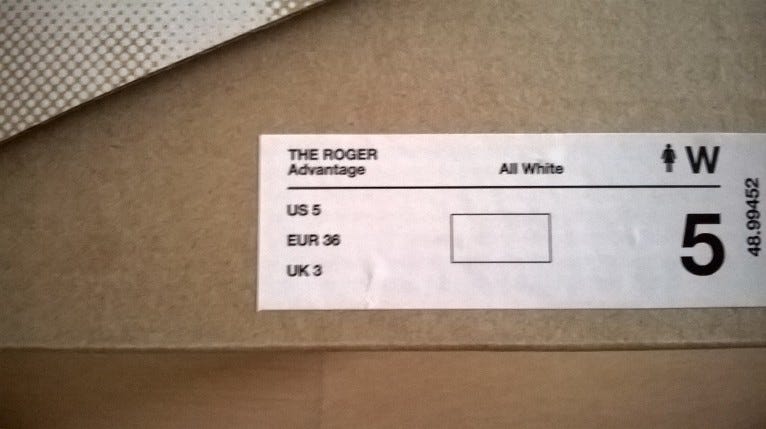 THE ROGER
Advantage
All White
W
US 5
EUR 36
UK 3
5
48.99452